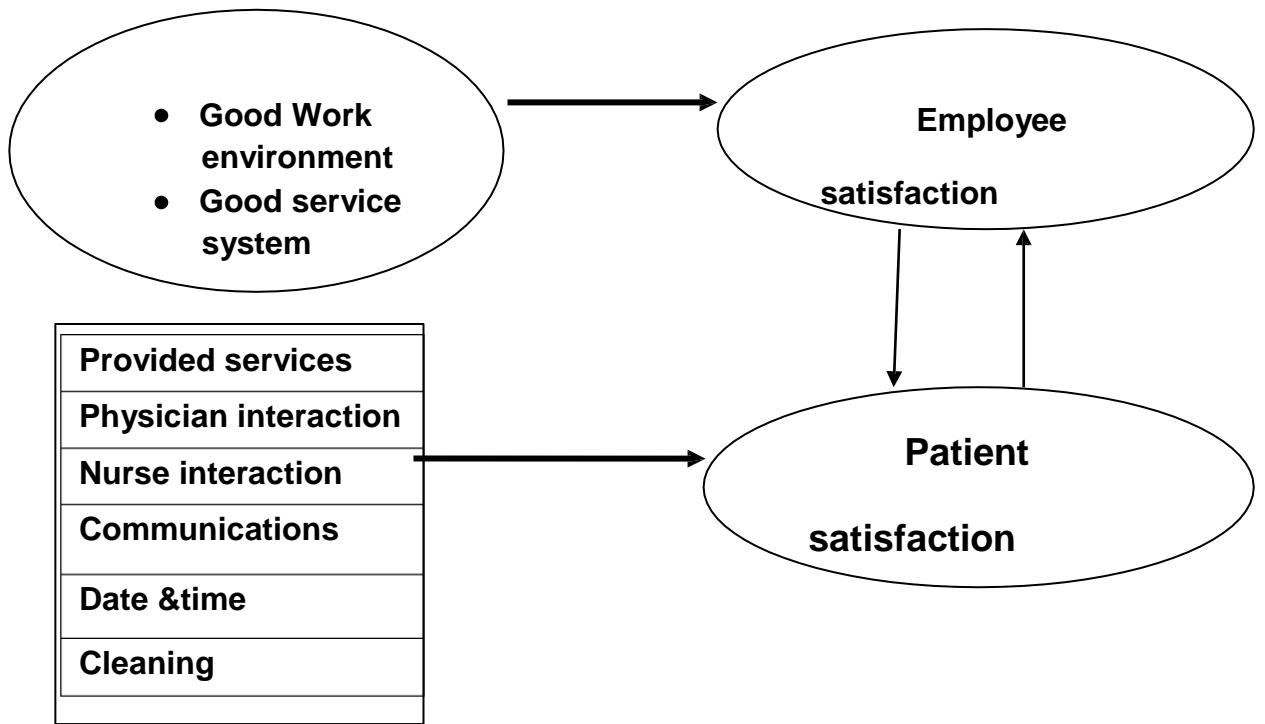 ● Good Work
environment
● Good service
system
Employee
satisfaction
Provided services
Physician interaction
Nurse interaction
Communications
Date &time
Cleaning
Patient
satisfaction